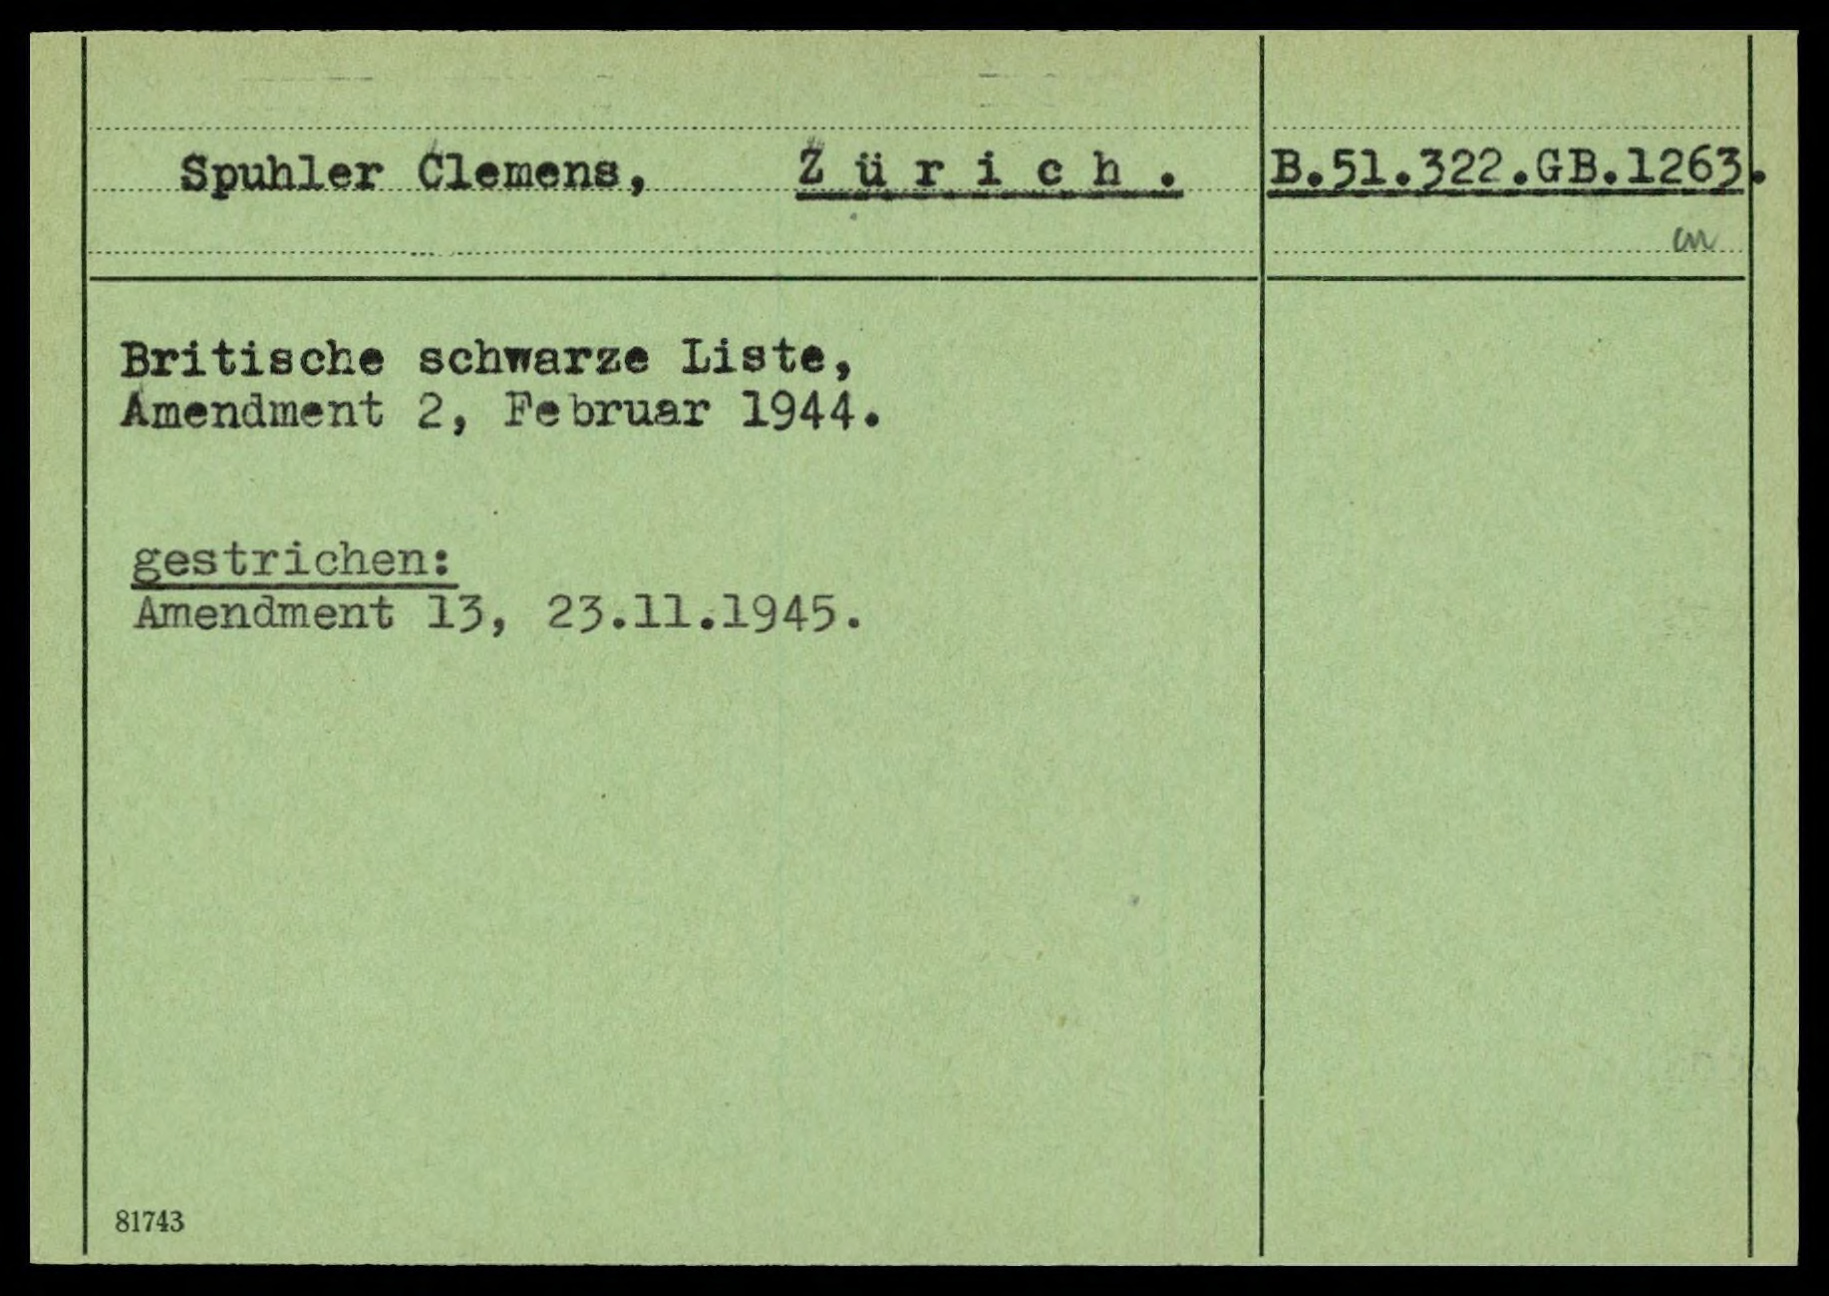 Spuhler Clemens, Z ü r i c h . B.51.322.GB.1263.
Britische schwarze Liste,
Amendment 2, Februar 1944.
gestrichen:
Amendment 13, 23.11.1945.
81743